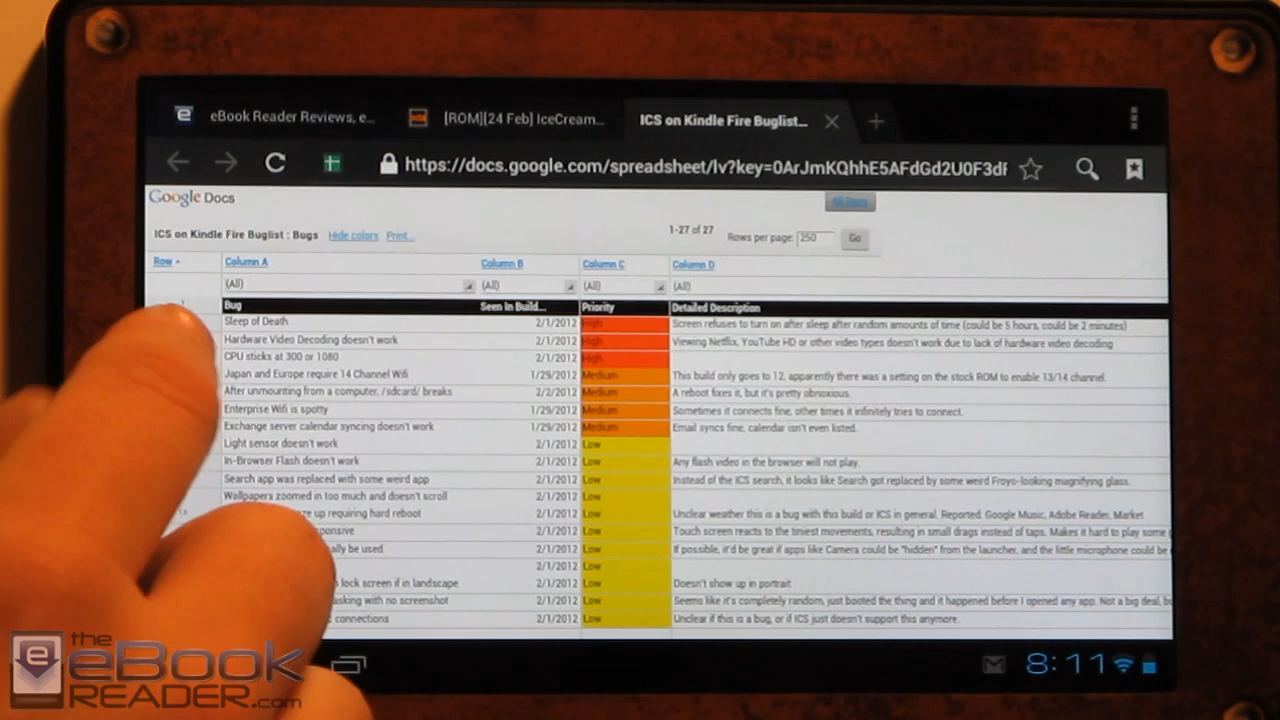 eBook Reader Reviews, e...
[ROM][24 Feb] IceCream...
ICS on Kindle Fire Buglist...
https://docs.google.com/spreadsheet/lv?key=0ArJmKQhhE5AFdGd2U0F3dF
Google Docs
All Docs
ICS on Kindle Fire Buglist : Bugs Hide colors Print... 1-27 of 27 Rows per page: 250 Go
Row Column A Column B Column C Column D
(All) (All) (All) (All)
1 Bug Seen In Build... Priority Detailed Description
Sleep of Death 2/1/2012 High Screen refuses to turn on after sleep after random amounts of time (could be 5 hours, could be 2 minutes)
Hardware Video Decoding doesn't work 2/1/2012 High Viewing Netflix, YouTube HD or other video types doesn't work due to lack of hardware video decoding
CPU sticks at 300 or 1080 2/1/2012 High
Japan and Europe require 14 Channel Wifi 1/29/2012 Medium This build only goes to 12, apparently there was a setting on the stock ROM to enable 13/14 channel.
After unmounting from a computer, /sdcard/ breaks 2/2/2012 Medium A reboot fixes it, but it's pretty obnoxious.
Enterprise Wifi is spotty 1/29/2012 Medium Sometimes it connects fine, other times it infinitely tries to connect.
Exchange server calendar syncing doesn't work 1/29/2012 Medium Email syncs fine, calendar isn't even listed.
Light sensor doesn't work 2/1/2012 Low
In-Browser Flash doesn't work 2/1/2012 Low Any flash video in the browser will not play.
Search app was replaced with some weird app 2/1/2012 Low Instead of the ICS search, it looks like Search got replaced by some weird Froyo-looking magnifying glass.
Wallpapers zoomed in too much and doesn't scroll 2/1/2012 Low
ze up requiring hard reboot 2/1/2012 Low Unclear weather this is a bug with this build or ICS in general. Reported: Google Music, Adobe Reader, Market
ponsive 2/1/2012 Low Touch screen reacts to the tiniest movements, resulting in small drags instead of taps. Makes it hard to play some
ally be used 2/1/2012 Low If possible, it'd be great if apps like Camera could be "hidden" from the launcher, and the little microphone could be
2/1/2012 Low
lock screen if in landscape 2/1/2012 Low Doesn't show up in portrait
asking with no screenshot 2/1/2012 Low Seems like it's completely random, just booted the thing and it happened before I opened any app. Not a big deal, b
connections 2/1/2012 Low Unclear if this is a bug, or if ICS just doesn't support this anymore.
8:11
the
eBook
READER.com